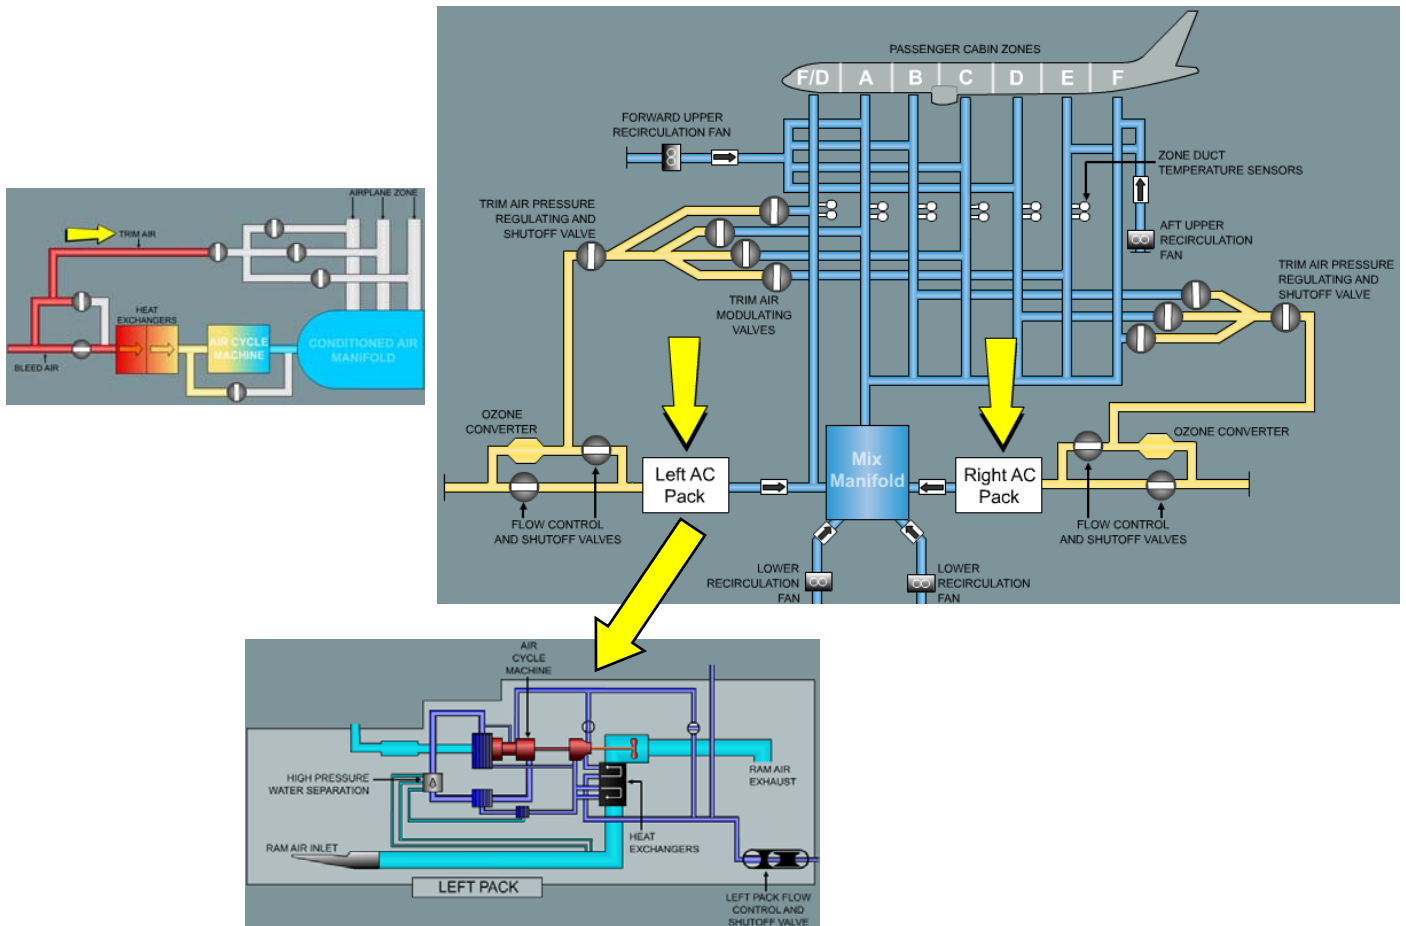 PASSENGER CABIN ZONES
F/D A B C D E F
FORWARD UPPER
RECIRCULATION FAN
ZONE DUCT
TEMPERATURE SENSORS
TRIM AIR PRESSURE
REGULATING AND
SHUTOFF VALVE
AFT UPPER
RECIRCULATION
FAN
TRIM AIR PRESSURE
REGULATING AND
SHUTOFF VALVE
TRIM AIR
MODULATING
VALVES
OZONE
CONVERTER
OZONE CONVERTER
Left AC
Pack
Mix
Manifold
Right AC
Pack
FLOW CONTROL
AND SHUTOFF VALVES
FLOW CONTROL
AND SHUTOFF VALVES
LOWER
RECIRCULATION
FAN
LOWER
RECIRCULATION
FAN
AIRPLANE ZONE
TRIM AIR
HEAT
EXCHANGERS
AIR CYCLE
MACHINE
CONDITIONED AIR
MANIFOLD
BLEED AIR
AIR
CYCLE
MACHINE
HIGH PRESSURE
WATER SEPARATION
RAM AIR
EXHAUST
RAM AIR INLET
HEAT
EXCHANGERS
LEFT PACK
LEFT PACK FLOW
CONTROL AND
SHUTOFF VALVE